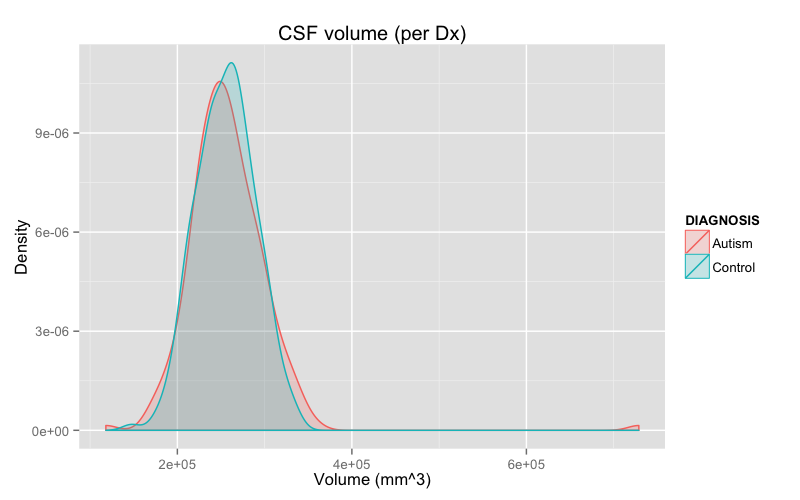 CSF volume (per Dx)
Density
9e-06
6e-06
3e-06
0e+00
2e+05 4e+05 6e+05
Volume (mm^3)
DIAGNOSIS
Autism
Control